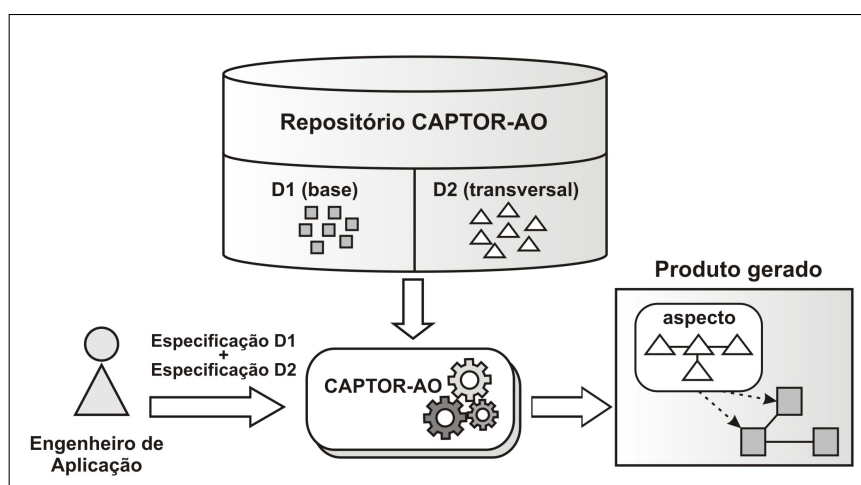 Repositório CAPTOR-AO
D1 (base)
D2 (transversal)
Produto gerado
aspecto
Especificação D1
+
Especificação D2
CAPTOR-AO
Engenheiro de
Aplicação